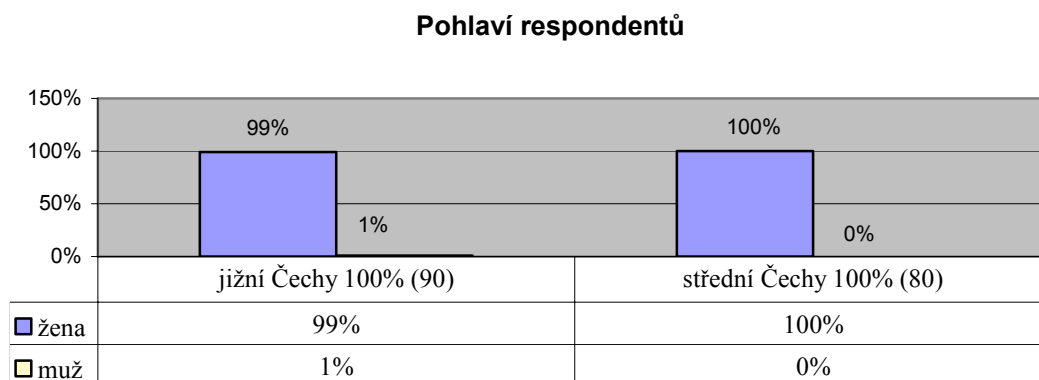 Pohlaví respondentů
150%
100%
50%
0%
99%
1%
100%
0%
jižní Čechy 100% (90)
střední Čechy 100% (80)
žena 99% 100%
muž 1% 0%